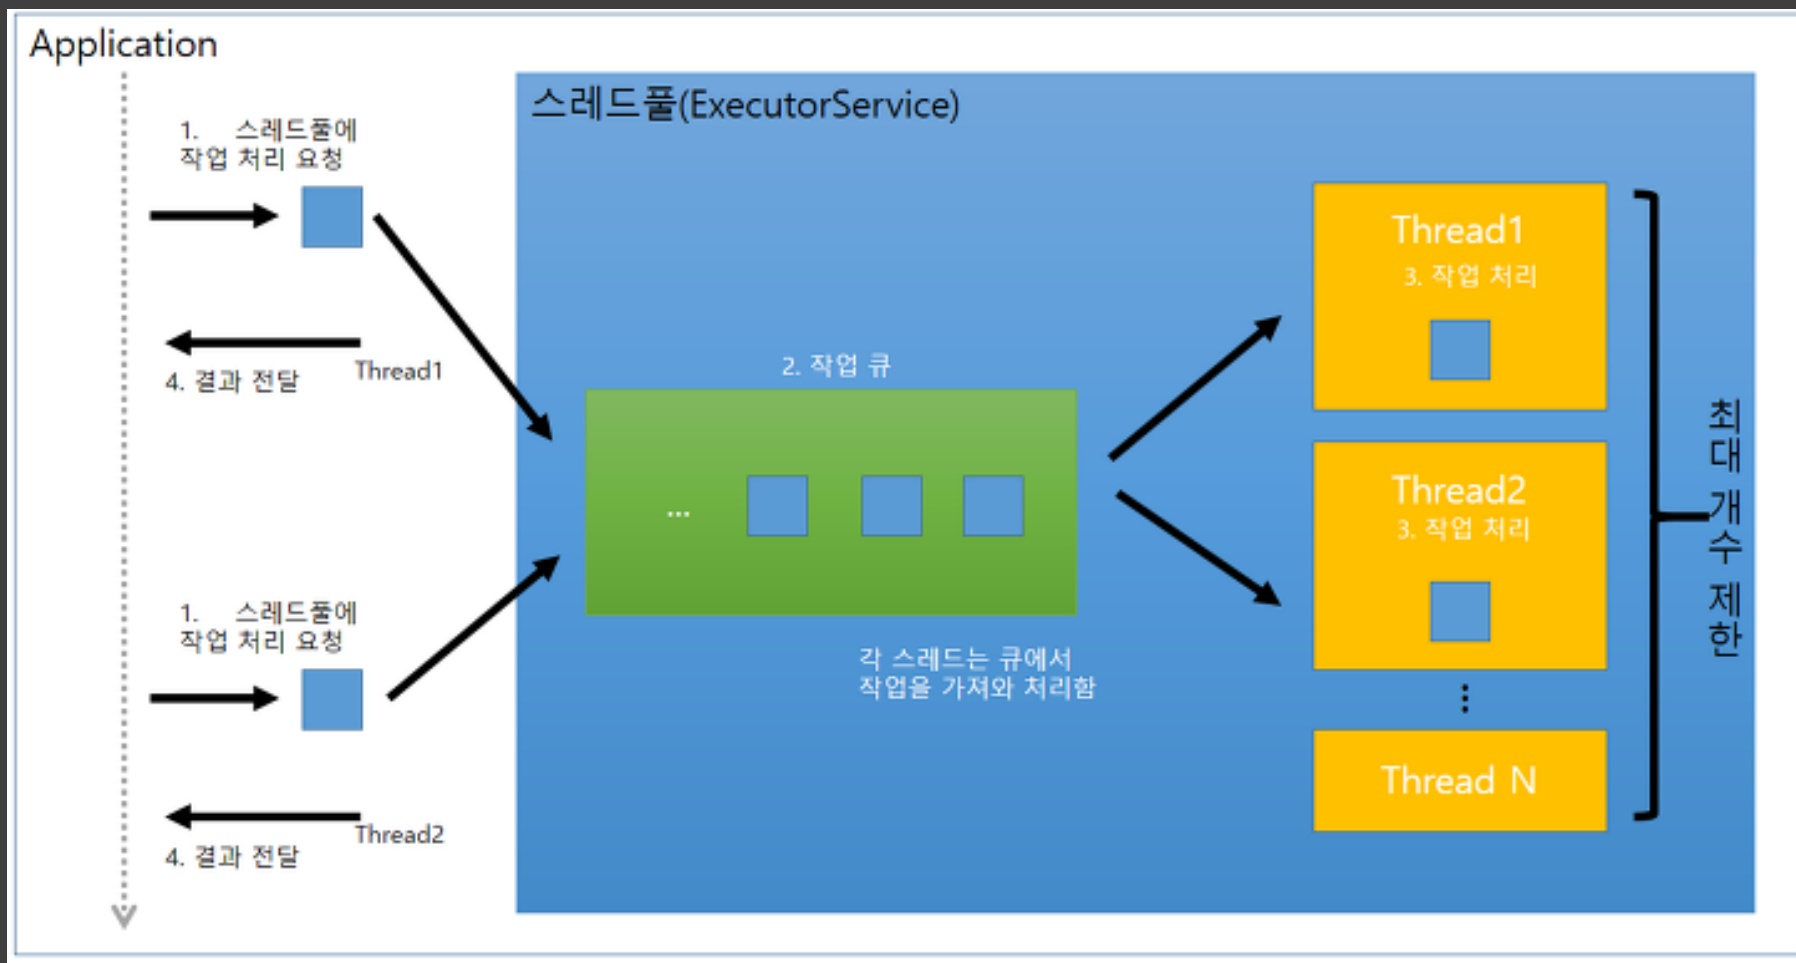 Application
스레드풀(ExecutorService)
1. 스레드풀에
작업 처리 요청
Thread1
4. 결과 전달
2. 작업 큐
...
각 스레드는 큐에서
작업을 가져와 처리함
1. 스레드풀에
작업 처리 요청
Thread2
4. 결과 전달
Thread1
3. 작업 처리
Thread2
3. 작업 처리
⋮
Thread N
최대 개수 제한